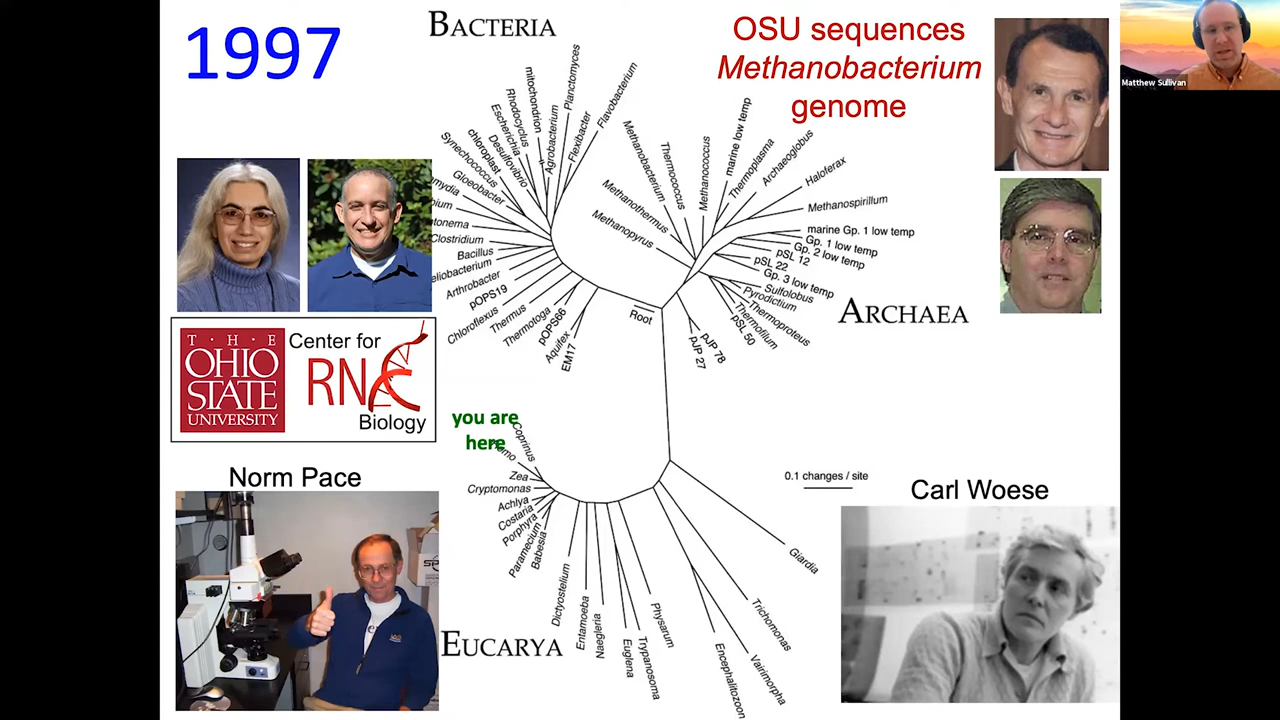 1997
BACTERIA
OSU sequences
Methanobacterium
genome
Matthew Sullivan
Planctomyces
mitochondrion
Rhodocyclus
Escherichia
Desulfovibrio
Agrobacterium
Flexibacter
Flavobacterium
chloroplast
Synechococcus
Gloeobacter
mydia
ium
tonema
Clostridium
Bacillus
eliobacterium
Arthrobacter
pOPS19
Chloroflexus
Thermus
Thermotoga
pOPS66
Aquifex
EM17
Root
Methanobacterium
Thermococcus
Methanothermus
Methanopyrus
Methanococcus
marine low temp
Thermoplasma
Archaeoglobus
Haloferax
Methanospirillum
marine Gp. 1 low temp
Gp. 1 low temp
Gp. 2 low temp
pSL 12
pSL 22
Gp. 3 low temp
Sulfolobus
Pyrodictium
Thermoproteus
Thermofilum
pSL 50
pJP 78
pJP 27
ARCHAEA
T·H·E
OHIO
STATE
UNIVERSITY
Center for
RNA
Biology
you are
here
Coprinus
Homo
Zea
Cryptomonas
Achlya
Costaria
Porphyra
Paramecium
Babesia
Dictyostelium
Entamoeba
Naegleria
Euglena
Trypanosoma
Physarum
Encephalitozoon
Vairimorpha
Trichomonas
Giardia
EUCARYA
0.1 changes / site
Norm Pace
Carl Woese